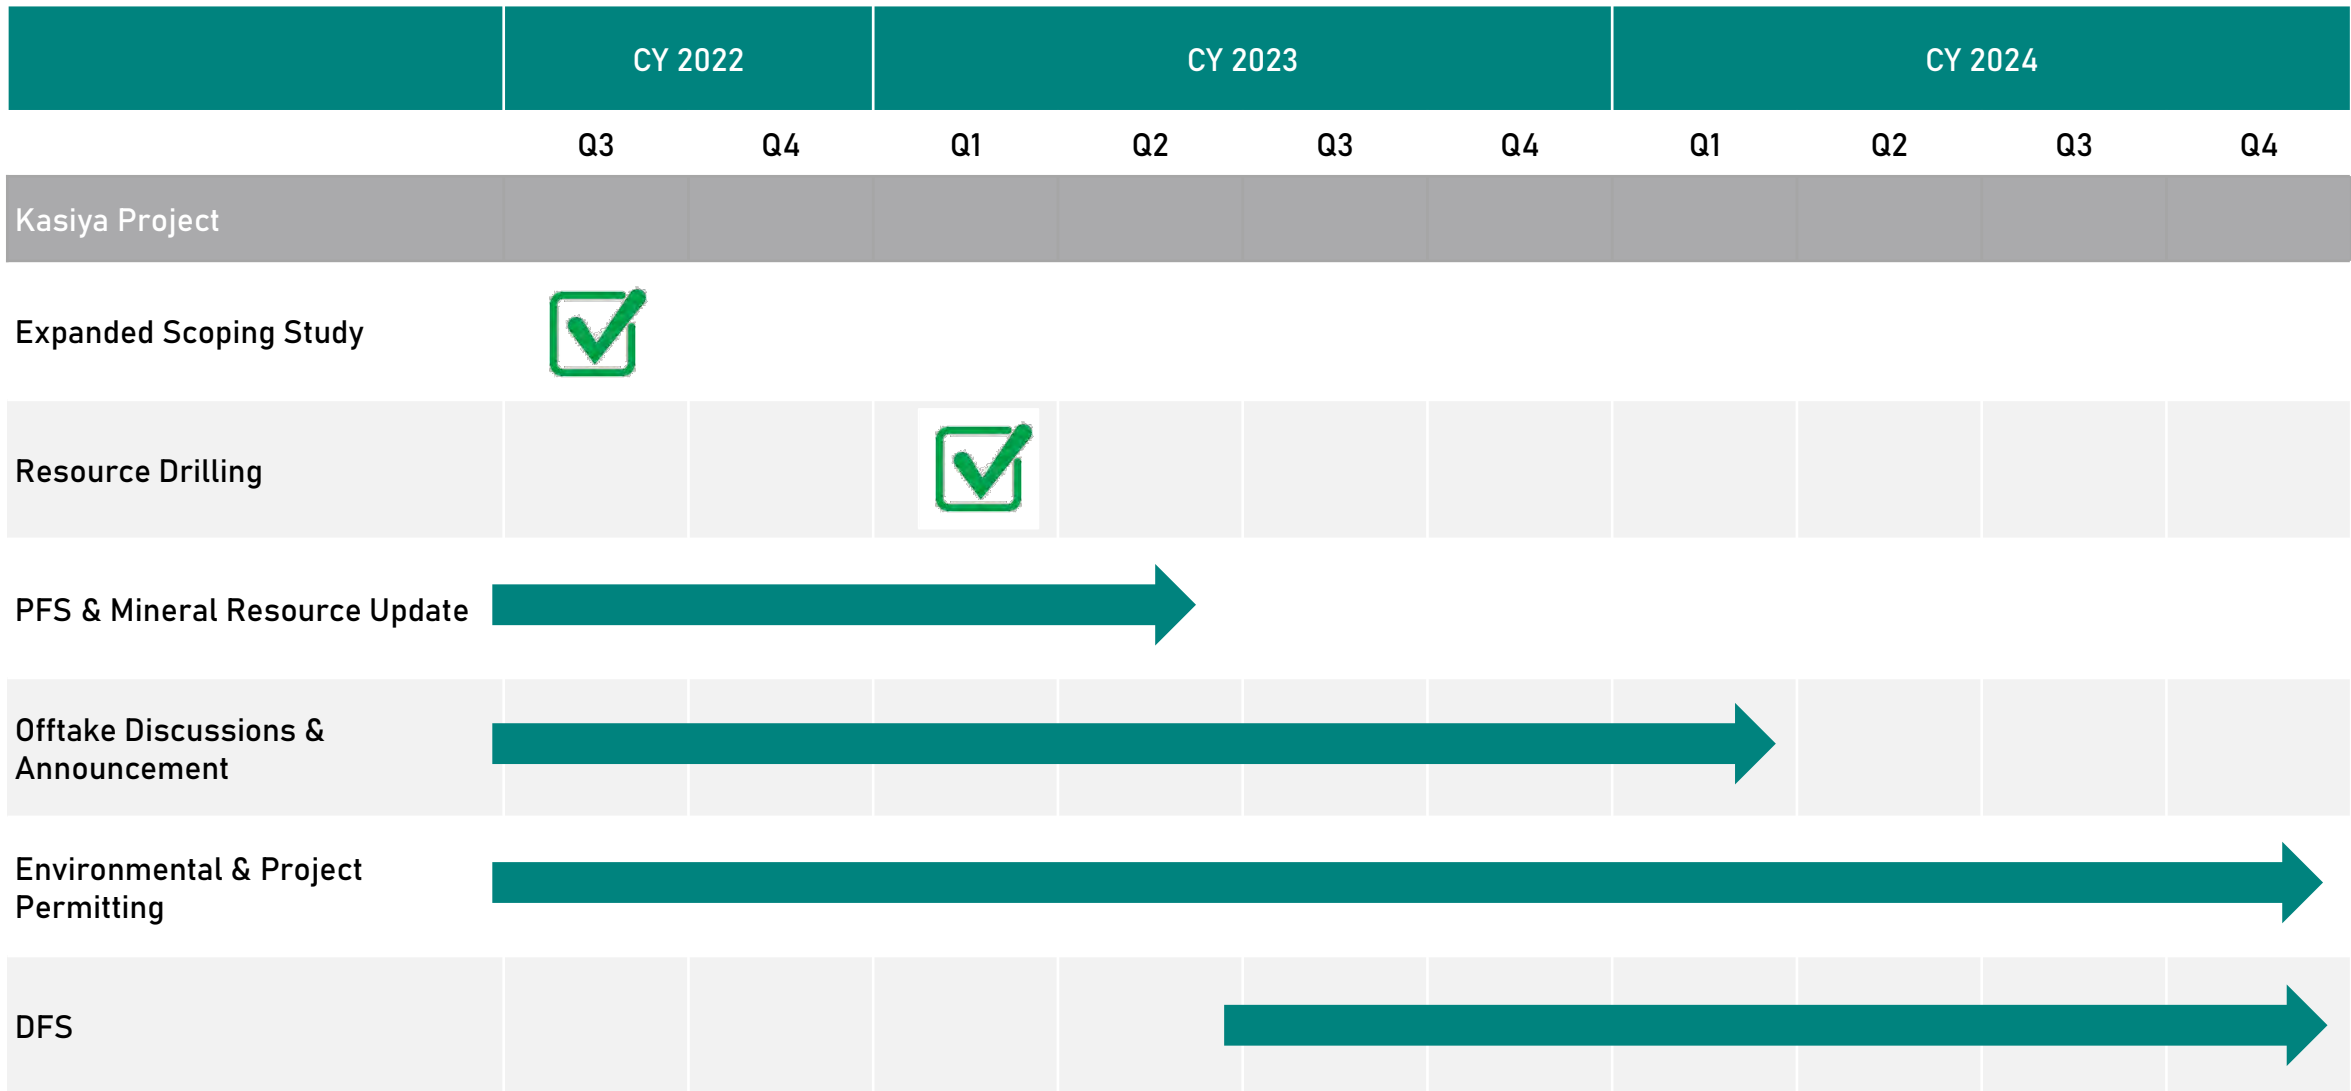 CY 2022 CY 2023 CY 2024
Q3 Q4 Q1 Q2 Q3 Q4 Q1 Q2 Q3 Q4
Kasiya Project
Expanded Scoping Study
Resource Drilling
PFS & Mineral Resource Update
Offtake Discussions &
Announcement
Environmental & Project
Permitting
DFS